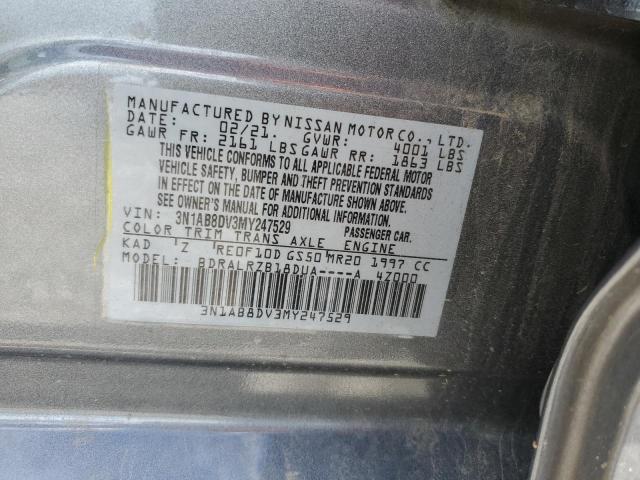 MANUFACTURED BY NISSAN MOTOR CO., LTD.
DATE: 02/21. GVWR: 4001 LBS
GAWR FR: 2161 LBS GAWR RR: 1863 LBS
THIS VEHICLE CONFORMS TO ALL APPLICABLE FEDERAL MOTOR
VEHICLE SAFETY, BUMPER AND THEFT PREVENTION STANDARDS
IN EFFECT ON THE DATE OF MANUFACTURE SHOWN ABOVE.
SEE OWNER'S MANUAL FOR ADDITIONAL INFORMATION
VIN: 3N1AB8DV3MY247529 PASSENGER CAR.
COLOR TRIM TRANS AXLE ENGINE
KAD Z RE0F10D GS50 MR20 1997 CC
MODEL: BDRALRZB18DUA----A 4Z000
3N1AB8DV3MY247529